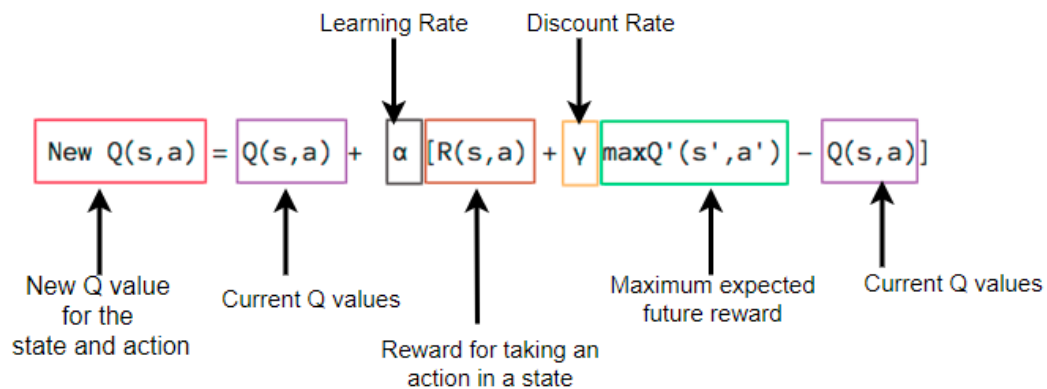 Learning Rate
Discount Rate
New Q(s,a) = Q(s,a) + α [R(s,a) + γ maxQ'(s',a') − Q(s,a)]
New Q value
for the
state and action
Current Q values
Reward for taking an
action in a state
Maximum expected
future reward
Current Q values